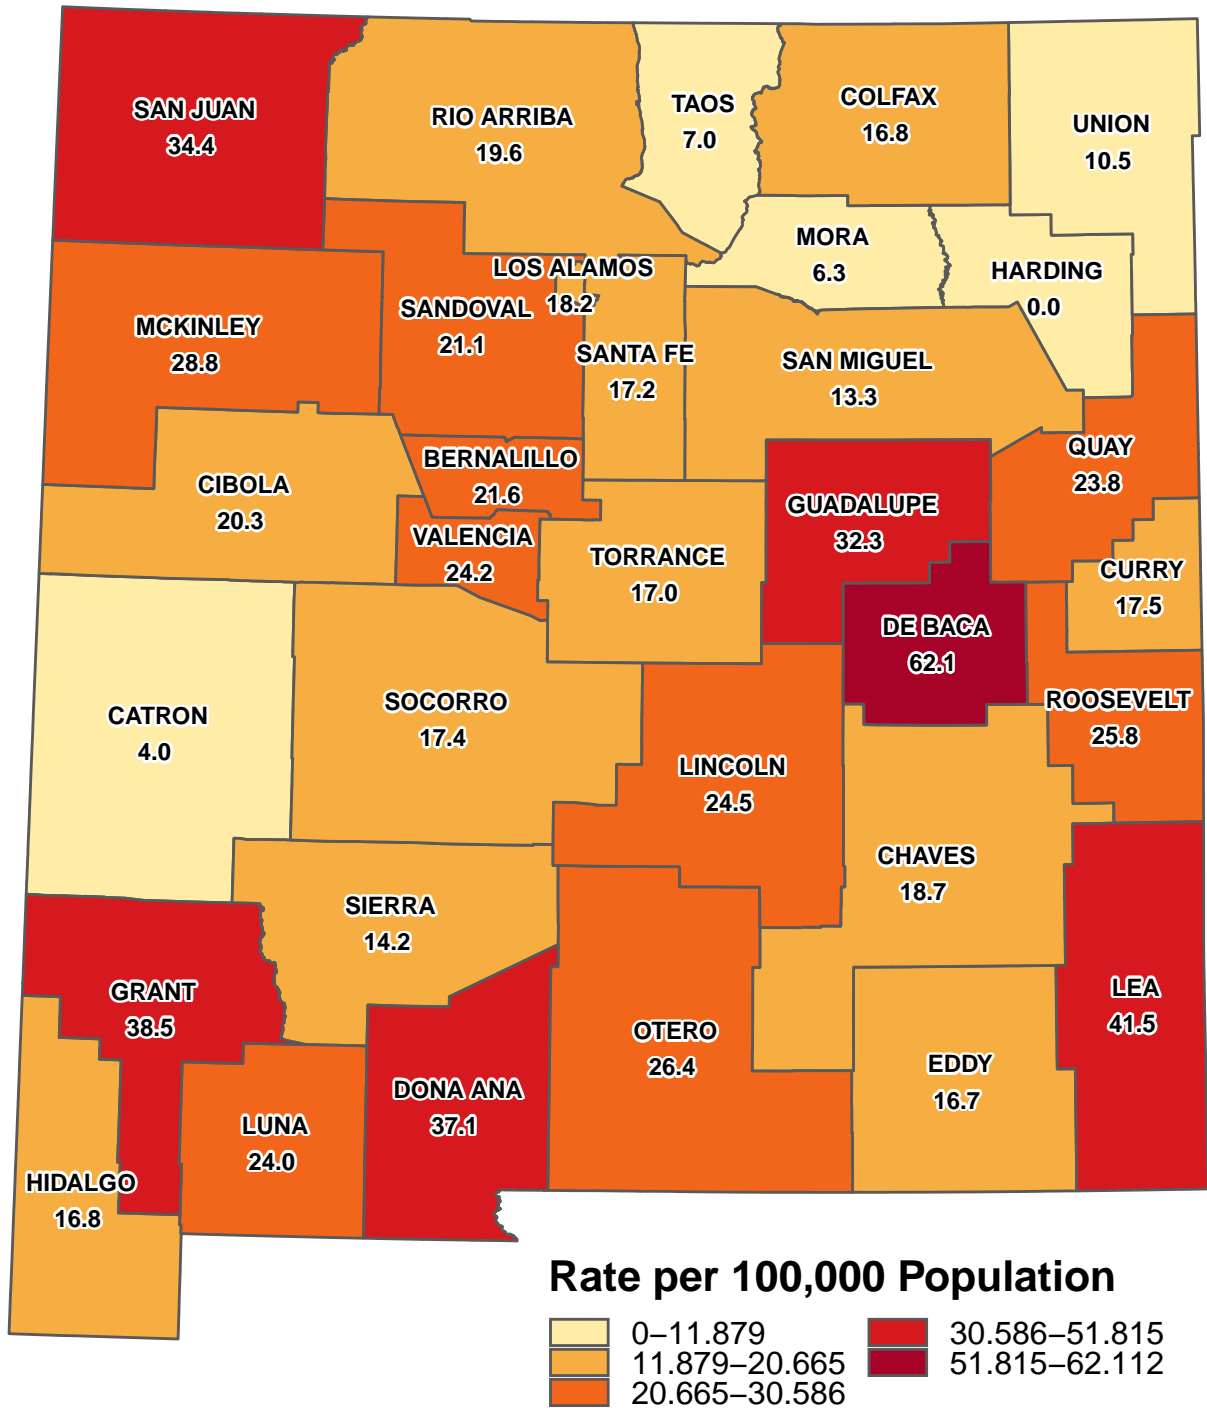 SAN JUAN
34.4
RIO ARRIBA
19.6
TAOS
7.0
COLFAX
16.8
UNION
10.5
MORA
6.3
HARDING
0.0
LOS ALAMOS
18.2
SANDOVAL
21.1
MCKINLEY
28.8
SANTA FE
17.2
SAN MIGUEL
13.3
QUAY
23.8
BERNALILLO
21.6
CIBOLA
20.3
GUADALUPE
32.3
VALENCIA
24.2
TORRANCE
17.0
CURRY
17.5
DE BACA
62.1
CATRON
4.0
SOCORRO
17.4
ROOSEVELT
25.8
LINCOLN
24.5
CHAVES
18.7
SIERRA
14.2
GRANT
38.5
LEA
41.5
OTERO
26.4
EDDY
16.7
DONA ANA
37.1
LUNA
24.0
HIDALGO
16.8
Rate per 100,000 Population
0–11.879
11.879–20.665
20.665–30.586
30.586–51.815
51.815–62.112